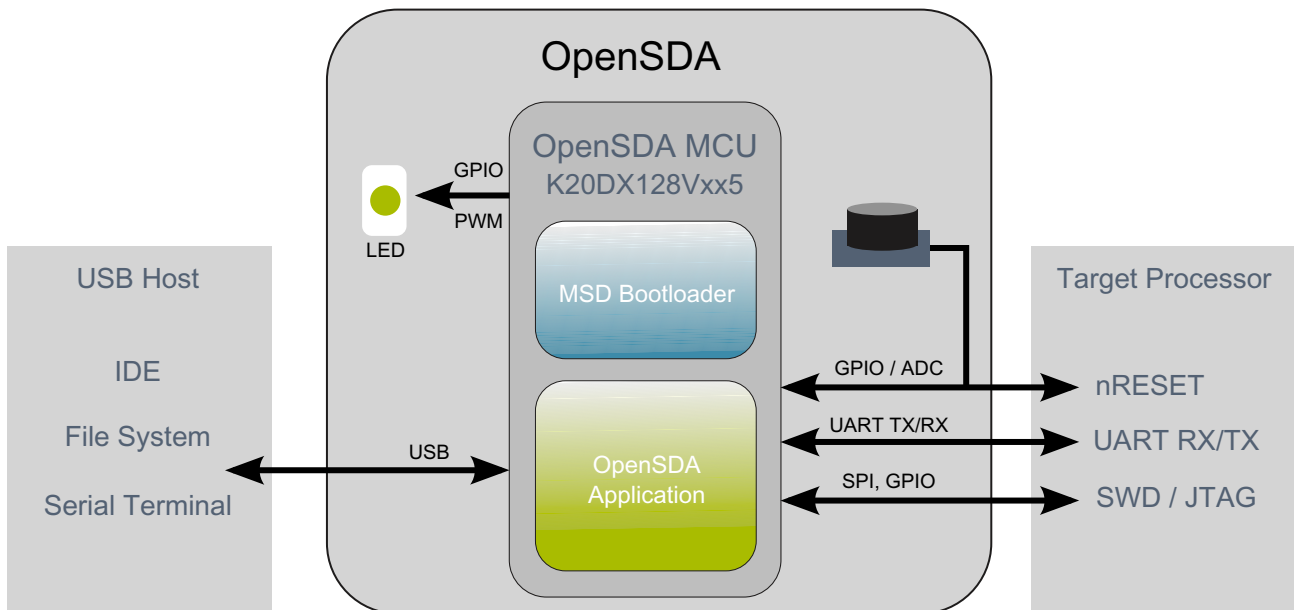 OpenSDA
OpenSDA MCU
K20DX128Vxx5
GPIO
PWM
LED
MSD Bootloader
USB Host
IDE
File System
Serial Terminal
USB
OpenSDA
Application
GPIO / ADC
UART TX/RX
SPI, GPIO
Target Processor
nRESET
UART RX/TX
SWD / JTAG